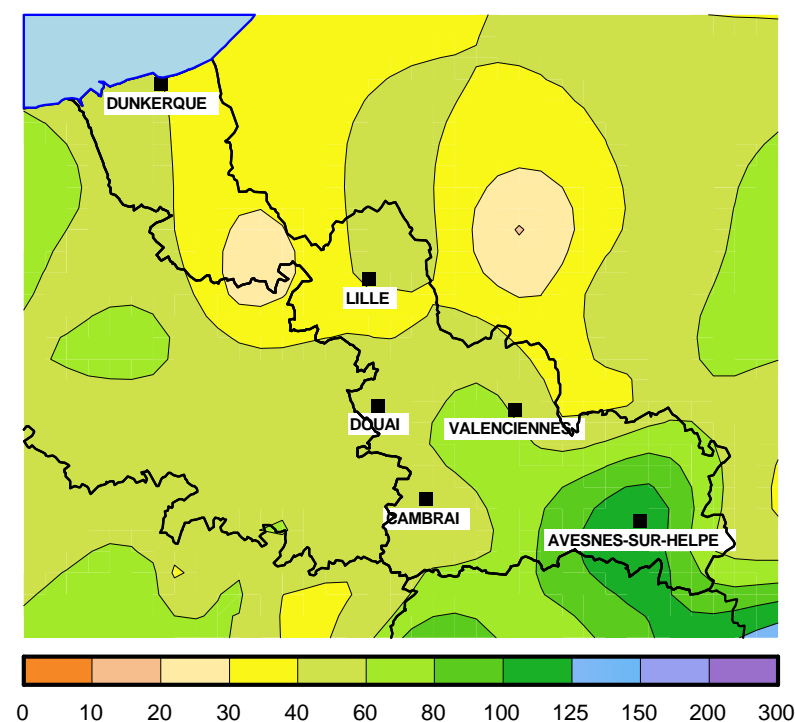 DUNKERQUE
LILLE
DOUAI
VALENCIENNES
CAMBRAI
AVESNES-SUR-HELPE
0 10 20 30 40 60 80 100 125 150 200 300